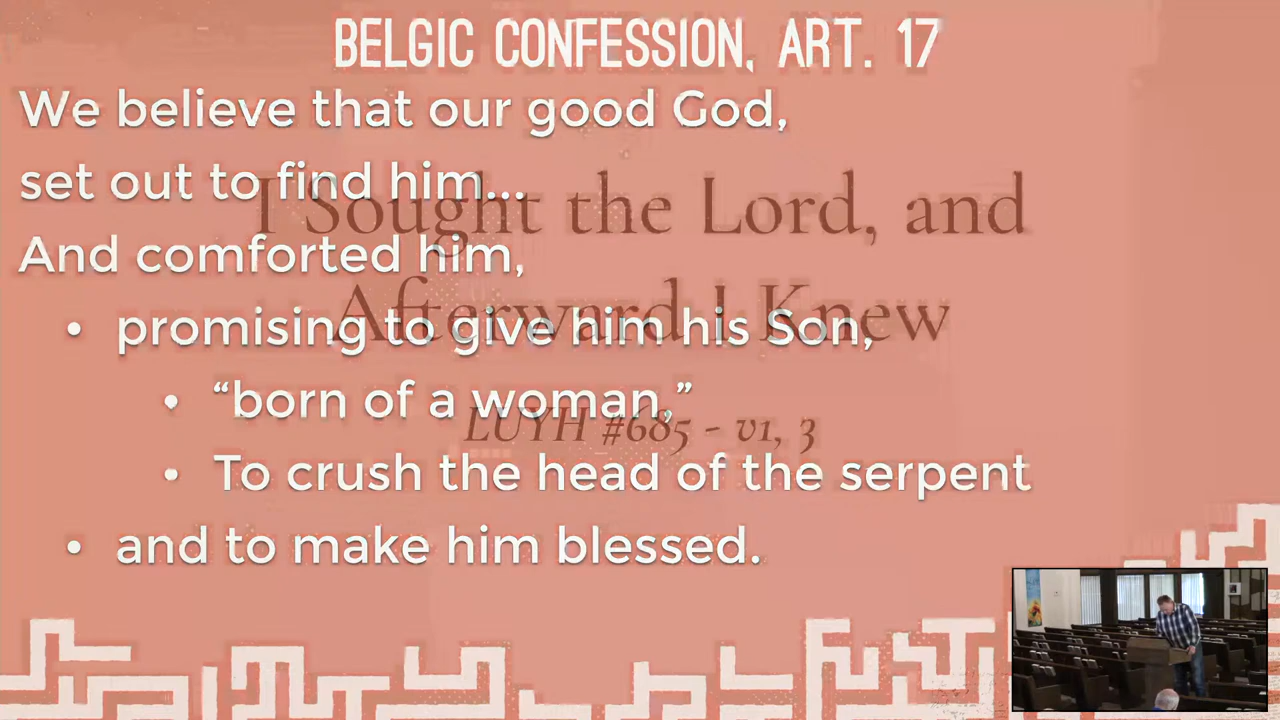 BELGIC CONFESSION, ART. 17
We believe that our good God,
set out to find him...
And comforted him,
• promising to give him his Son,
• “born of a woman,”
• To crush the head of the serpent
• and to make him blessed.
I Sought the Lord, and
Afterward I Knew
LUYH #685 - v1, 3